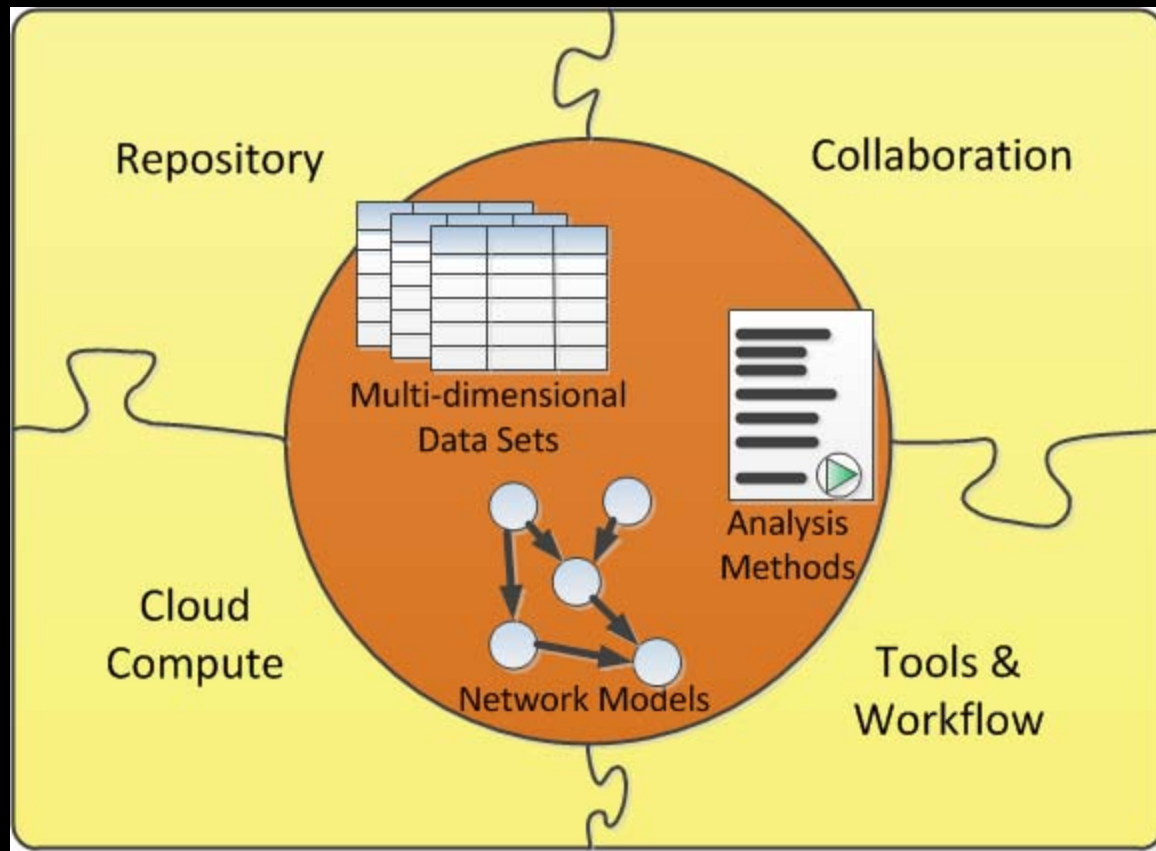 Repository
Collaboration
Multi-dimensional
Data Sets
Analysis
Methods
Network Models
Cloud
Compute
Tools &
Workflow